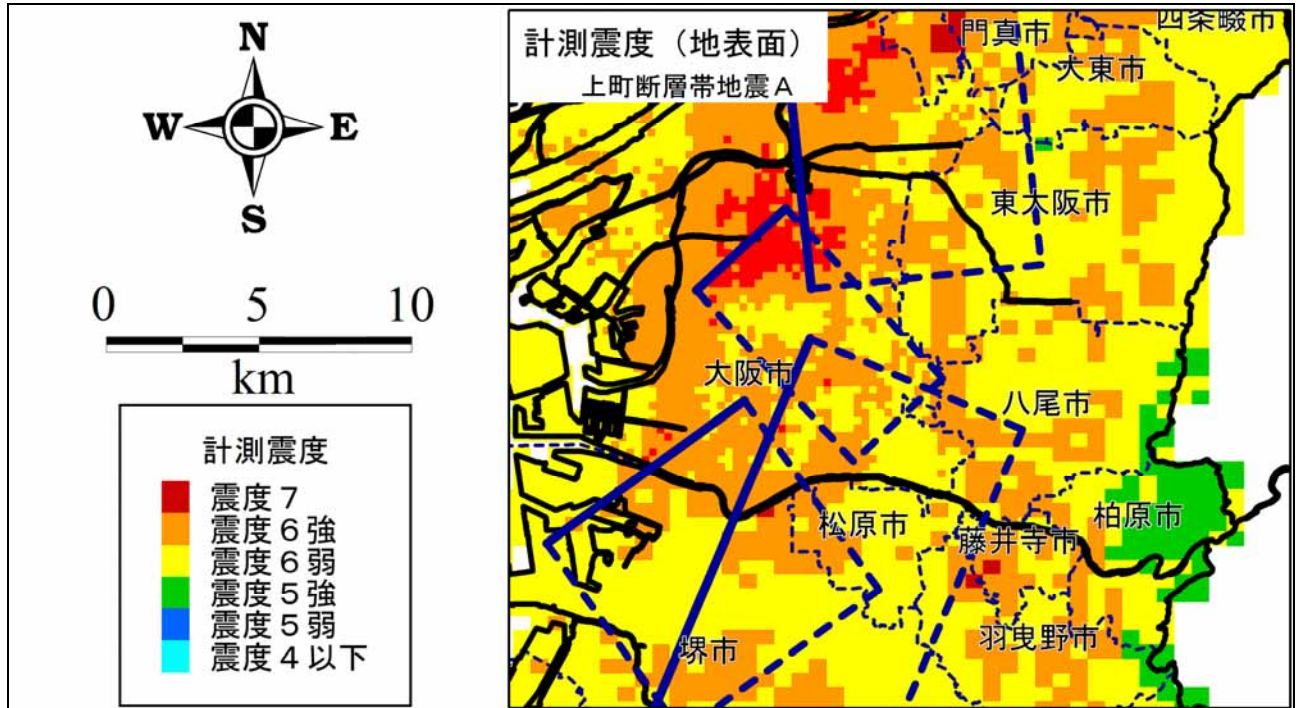 N
W E
S
0 5 10
km
計測震度
震度７
震度６強
震度６弱
震度５強
震度５弱
震度４以下
計測震度（地表面）
上町断層帯地震Ａ
四条畷市
門真市
大東市
東大阪市
大阪市
八尾市
松原市
藤井寺市
柏原市
堺市
羽曳野市